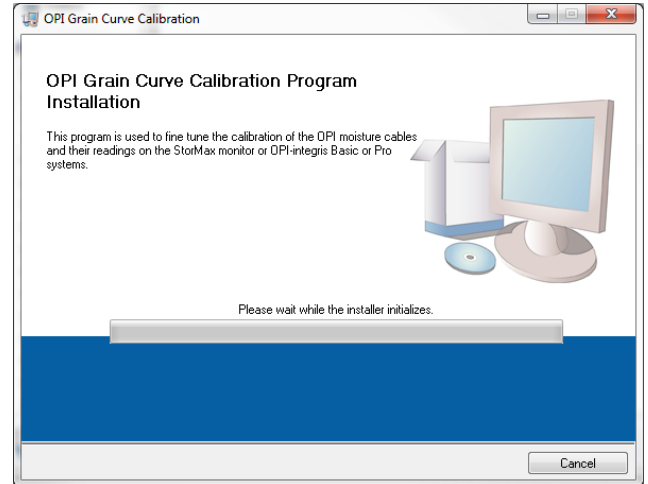 OPI Grain Curve Calibration
OPI Grain Curve Calibration Program
Installation
This program is used to fine tune the calibration of the OPI moisture cables
and their readings on the StorMax monitor or OPI-integris Basic or Pro
systems.
Please wait while the installer initializes.
Cancel